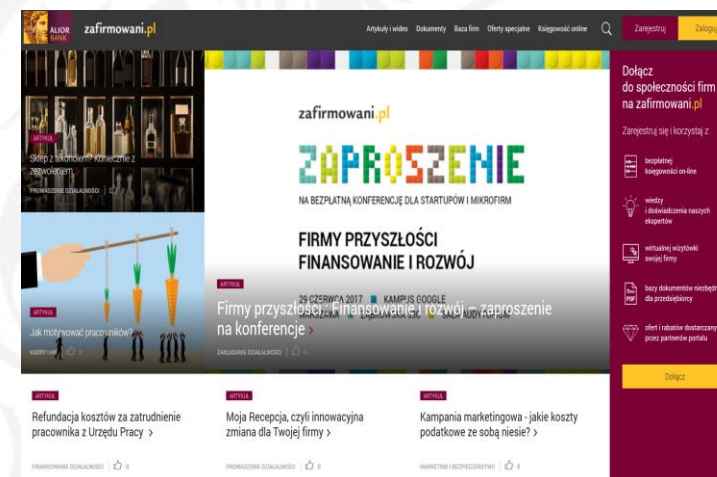 ALIOR
BANK
zafirmowani.pl
Artykuły i wideo Dokumenty Baza firm Oferty specjalne Księgowość online
Zarejestruj
Zaloguj
ARTYKUŁ
Sklep z alkoholem? Koniecznie z
zezwoleniem
PROWADZENIE DZIAŁALNOŚCI 0
ARTYKUŁ
Jak motywować pracowników?
KADRY I HR
zafirmowani.pl
ZAPROSZENIE
NA BEZPŁATNĄ KONFERENCJĘ DLA STARTUPÓW I MIKROFIRM
FIRMY PRZYSZŁOŚCI
FINANSOWANIE I ROZWÓJ
29 CZERWCA 2017 KAMPUS GOOGLE
WARSZAWA ZĄBKOWSKA AUDYTORIUM
ARTYKUŁ
Firmy przyszłości : Finansowanie i rozwój – zaproszenie
na konferencje >
ZAKŁADANIE DZIAŁALNOŚCI
Dołącz
do społeczności firm
na zafirmowani.pl
Zarejestruj się i korzystaj z:
bezpłatnej
księgowości on-line
wiedzy
i doświadczenia naszych
ekspertów
wirtualnej wizytówki
swojej firmy
PDF
bazy dokumentów
dla przedsiębiorcy
ofert i rabatów
przez partnerów portalu
Dołącz
ARTYKUŁ
Refundacja kosztów za zatrudnienie
pracownika z Urzędu Pracy >
FINANSOWANIE DZIAŁALNOŚCI 0
ARTYKUŁ
Moja Recepcja, czyli innowacyjna
zmiana dla Twojej firmy >
PROWADZENIE DZIAŁALNOŚCI 0
ARTYKUŁ
Kampania marketingowa - jakie koszty
podatkowe ze sobą niesie? >
MARKETING I BEZPIECZEŃSTWO 0